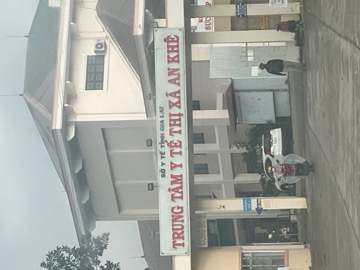 SỞ Y TẾ TỈNH GIA LAI
TRUNG TÂM Y TẾ THỊ XÃ AN KHÊ